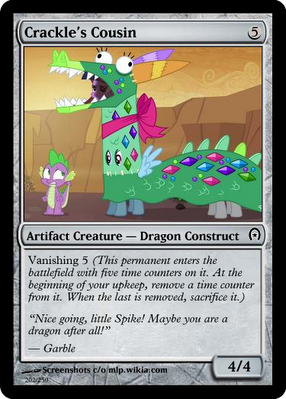 Crackle's Cousin 5
Artifact Creature — Dragon Construct
Vanishing 5 (This permanent enters the
battlefield with five time counters on it. At the
beginning of your upkeep, remove a time counter
from it. When the last is removed, sacrifice it.)
"Nice going, little Spike! Maybe you are a
dragon after all!"
— Garble
Screenshots c/o mlp.wikia.com
202/250
4/4